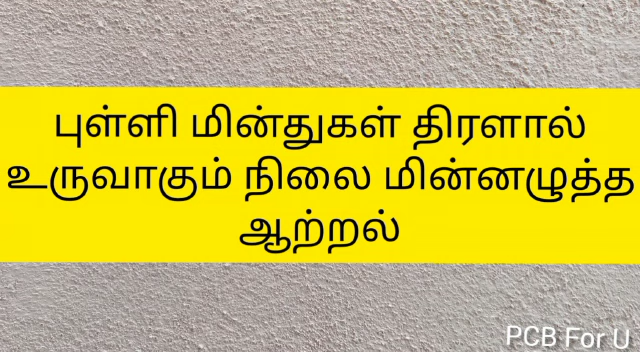 புள்ளி மின்துகள் திரளால்
உருவாகும் நிலை மின்னழுத்த
ஆற்றல்
PCB For U